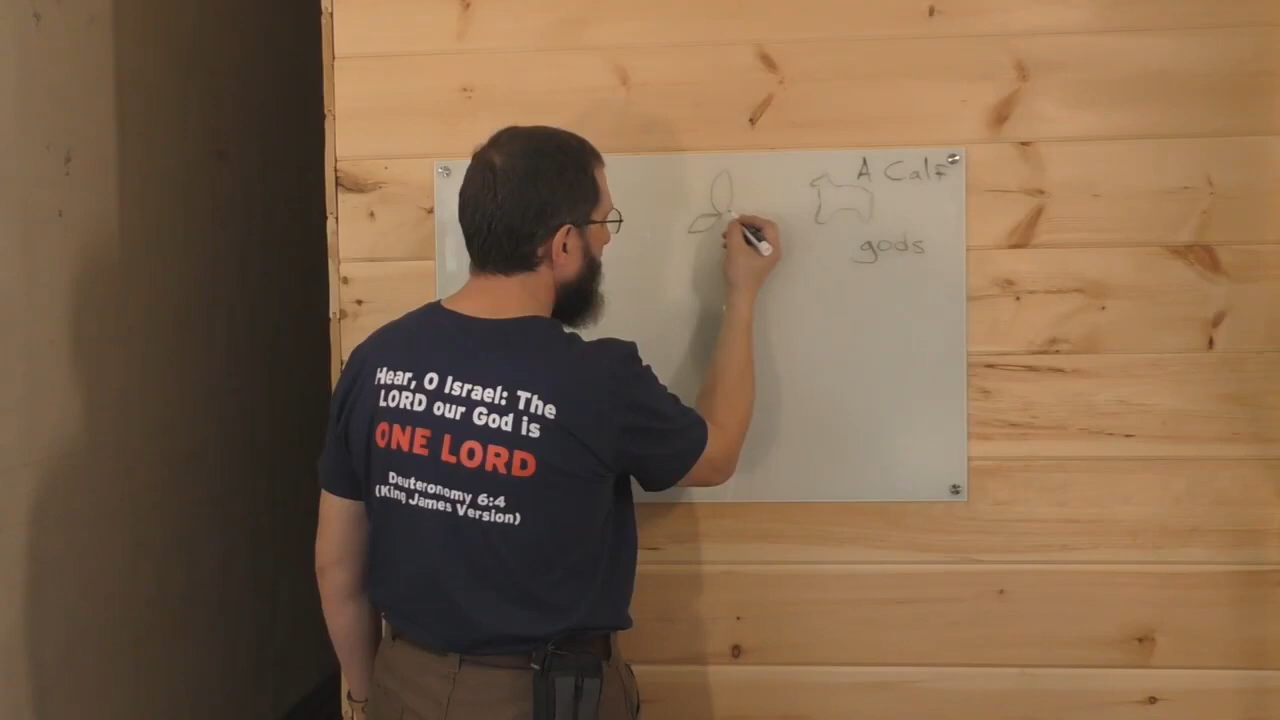 A Calf
gods
Hear, O Israel: The
LORD our God is
ONE LORD
Deuteronomy 6:4
(King James Version)